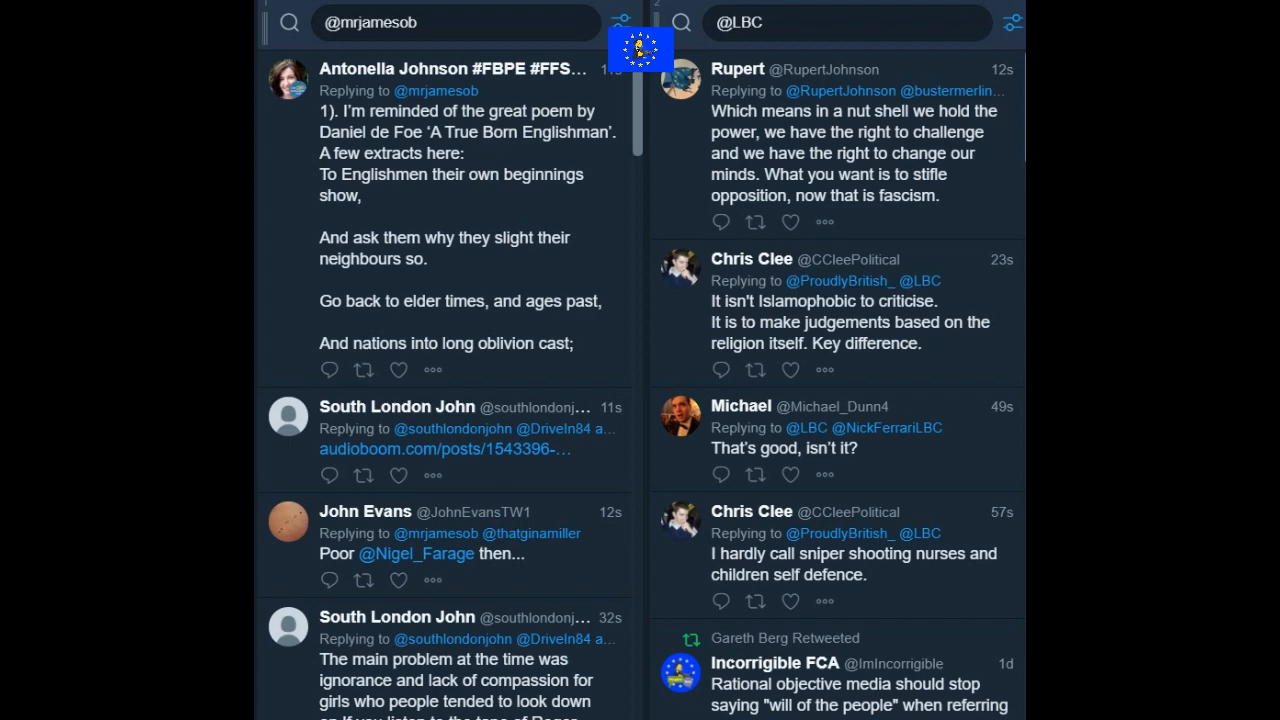 @mrjamesob
Antonella Johnson #FBPE #FFS...
Replying to @mrjamesob
1). I'm reminded of the great poem by
Daniel de Foe ‘A True Born Englishman’.
A few extracts here:
To Englishmen their own beginnings
show,
And ask them why they slight their
neighbours so.
Go back to elder times, and ages past,
And nations into long oblivion cast;
South London John @southlondonj... 11s
Replying to @southlondonjohn @DriveIn84 a...
audioboom.com/posts/1543396-...
John Evans @JohnEvansTW1 12s
Replying to @mrjamesob @thatginamiller
Poor @Nigel_Farage then...
South London John @southlondonj... 32s
Replying to @southlondonjohn @DriveIn84 a...
The main problem at the time was
ignorance and lack of compassion for
girls who people tended to look down
2
@LBC
Rupert @RupertJohnson 12s
Replying to @RupertJohnson @bustermerlin...
Which means in a nut shell we hold the
power, we have the right to challenge
and we have the right to change our
minds. What you want is to stifle
opposition, now that is fascism.
Chris Clee @CCleePolitical 23s
Replying to @ProudlyBritish_ @LBC
It isn't Islamophobic to criticise.
It is to make judgements based on the
religion itself. Key difference.
Michael @Michael_Dunn4 49s
Replying to @LBC @NickFerrariLBC
That's good, isn't it?
Chris Clee @CCleePolitical 57s
Replying to @ProudlyBritish_ @LBC
I hardly call sniper shooting nurses and
children self defence.
Gareth Berg Retweeted
Incorrigible FCA @ImIncorrigible 1d
Rational objective media should stop
saying "will of the people" when referring